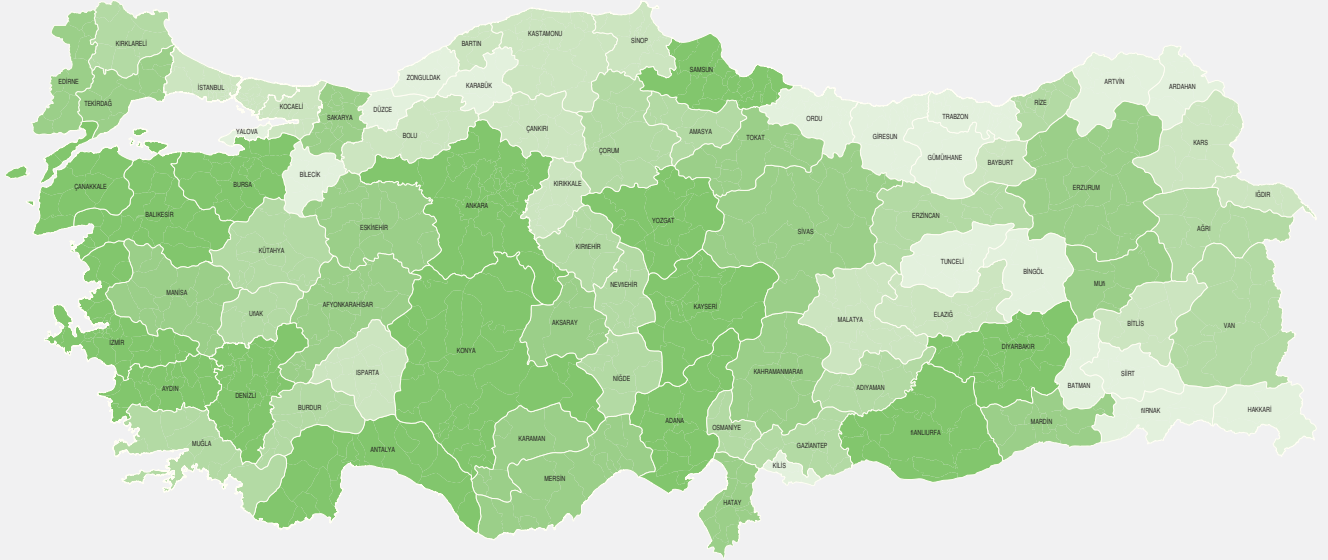 KIRKLARELİ
EDİRNE
TEKİRDAĞ
İSTANBUL
KOCAELİ
YALOVA
SAKARYA
DÜZCE
ZONGULDAK
BARTIN
KARABÜK
KASTAMONU
SİNOP
SAMSUN
BOLU
ÇANKIRI
ÇORUM
AMASYA
TOKAT
ORDU
GİRESUN
TRABZON
GÜMÜŞHANE
BAYBURT
RİZE
ARTVİN
ARDAHAN
KARS
IĞDIR
ERZURUM
AĞRI
ÇANAKKALE
BALIKESİR
BURSA
BİLECİK
ESKİŞEHİR
ANKARA
KIRIKKALE
YOZGAT
SİVAS
ERZİNCAN
TUNCELİ
BİNGÖL
MUŞ
KÜTAHYA
KIRŞEHİR
NEVŞEHİR
KAYSERİ
MALATYA
ELAZIĞ
BİTLİS
VAN
MANİSA
UŞAK
AFYONKARAHİSAR
AKSARAY
KONYA
İZMİR
AYDIN
DENİZLİ
ISPARTA
BURDUR
NİĞDE
KAHRAMANMARAŞ
ADIYAMAN
DIYARBAKIR
BATMAN
SİİRT
ŞIRNAK
HAKKARİ
MUĞLA
ANTALYA
KARAMAN
MERSİN
ADANA
OSMANİYE
GAZİANTEP
KİLİS
ŞANLIURFA
MARDİN
HATAY